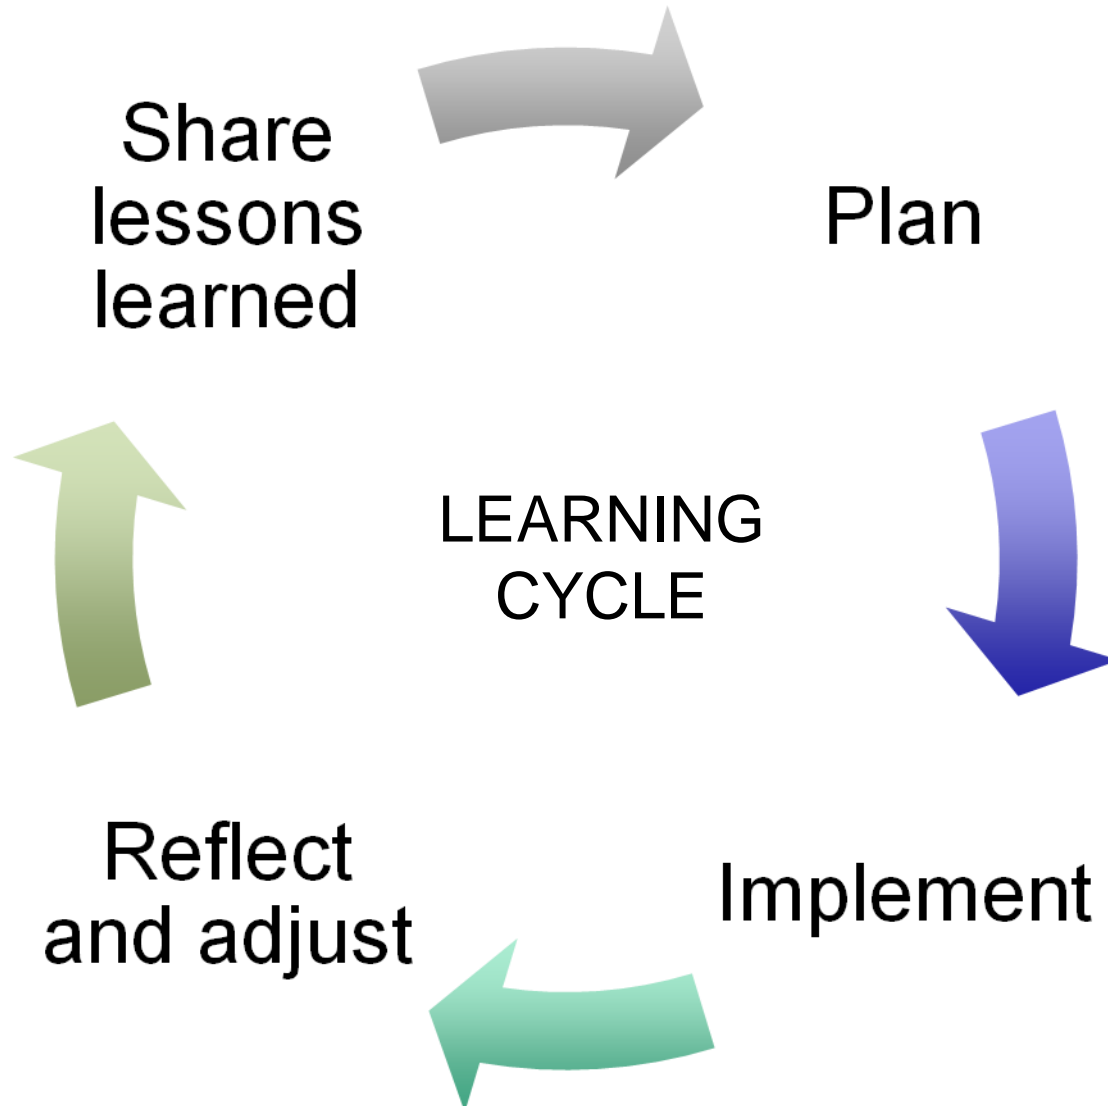 Share
lessons
learned
Plan
LEARNING
CYCLE
Reflect
and adjust
Implement